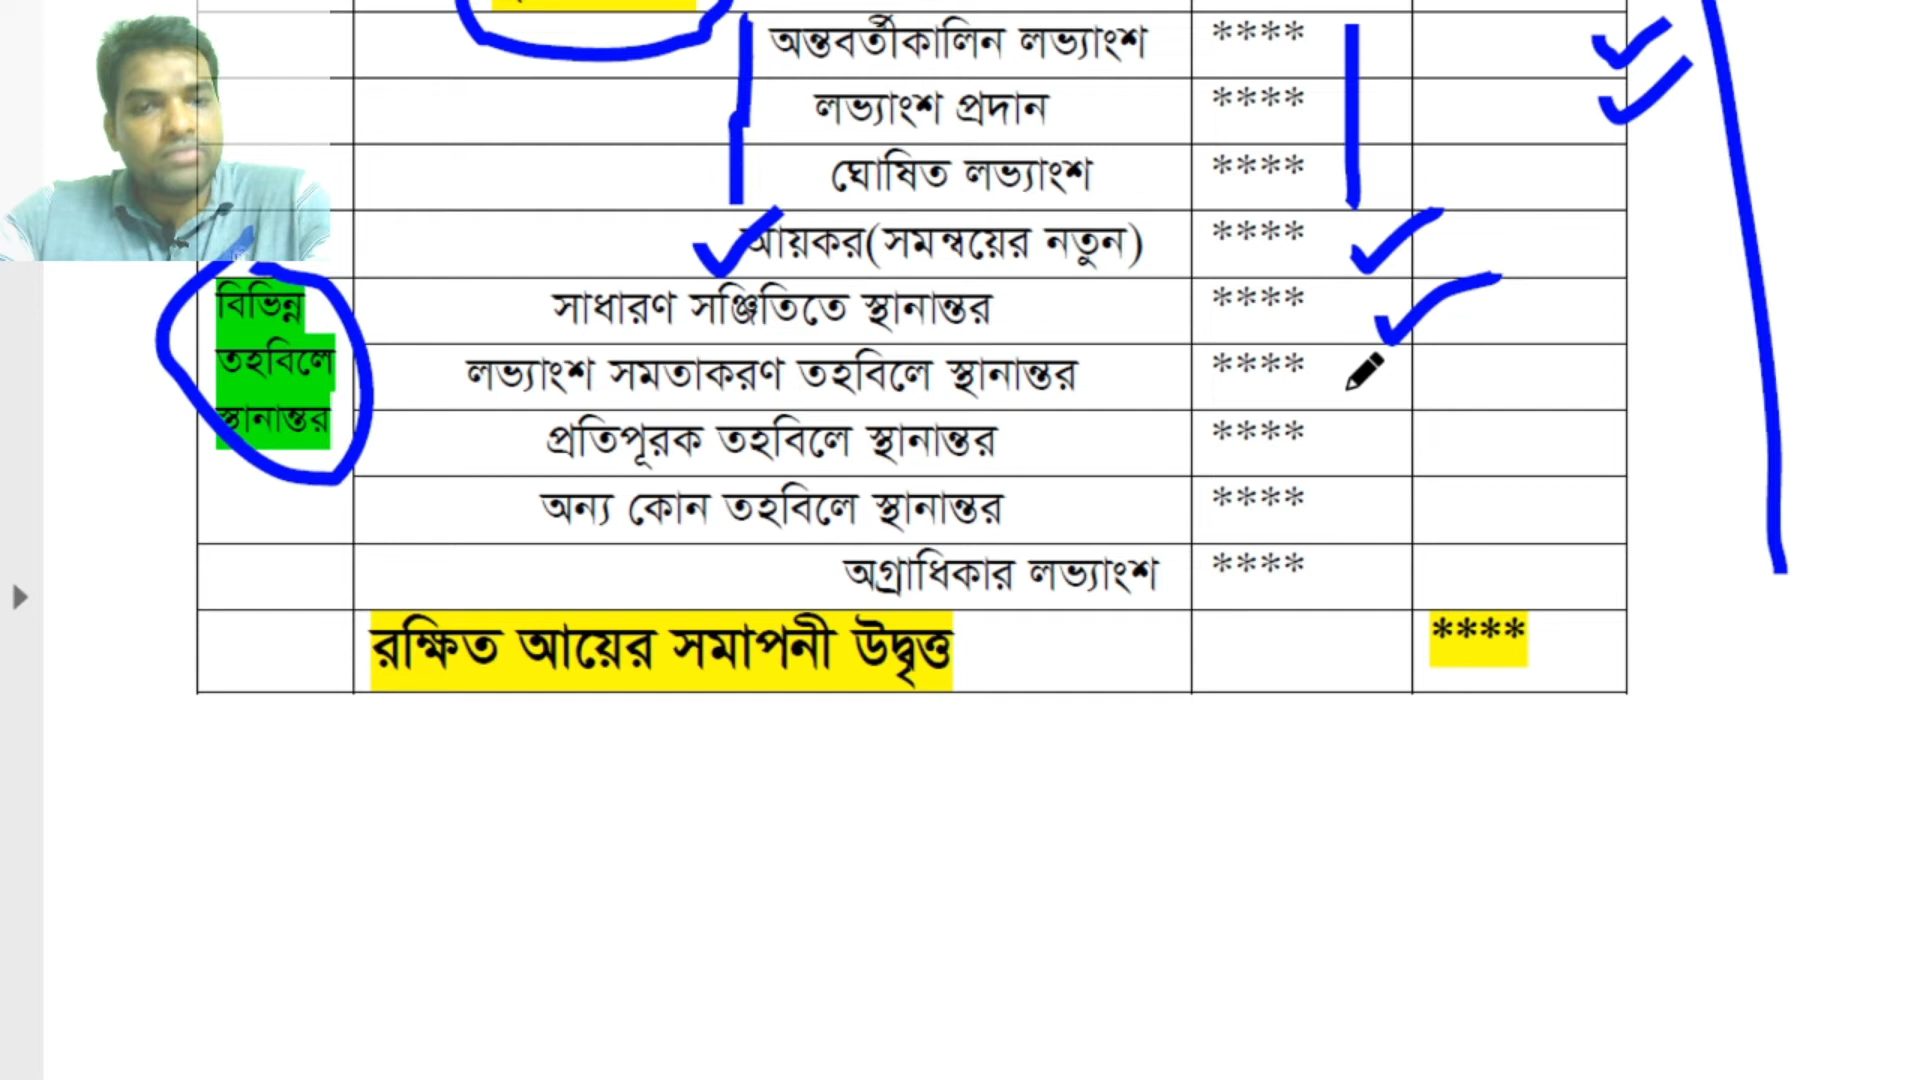 অন্তবর্তীকালিন লভ্যাংশ ****
লভ্যাংশ প্রদান ****
ঘোষিত লভ্যাংশ ****
আয়কর(সমন্বয়ের নতুন) ****
বিভিন্ন
তহবিলে
স্তানান্তর
সাধারণ সঞ্জিতিতে স্থানান্তর ****
লভ্যাংশ সমতাকরণ তহবিলে স্থানান্তর ****
প্রতিপূরক তহবিলে স্থানান্তর ****
অন্য কোন তহবিলে স্থানান্তর ****
অগ্রাধিকার লভ্যাংশ ****
রক্ষিত আয়ের সমাপনী উদ্বৃত্ত ****